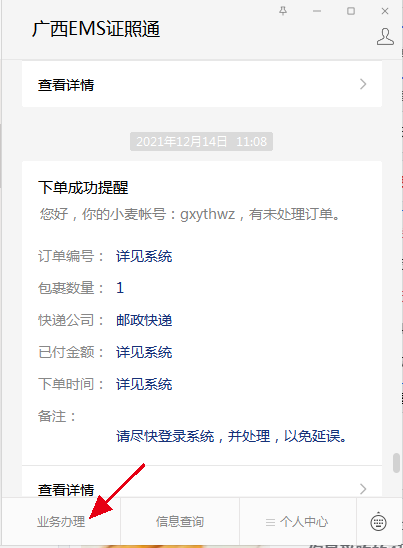 广西EMS证照通
查看详情
2021年12月14日 11:08
下单成功提醒
您好，你的小麦帐号：gxythwz，有未处理订单。
订单编号： 详见系统
包裹数量： 1
快递公司： 邮政快递
已付金额： 详见系统
下单时间： 详见系统
备注：
请尽快登录系统，并处理，以免延误。
查看详情
业务办理 信息查询 个人中心